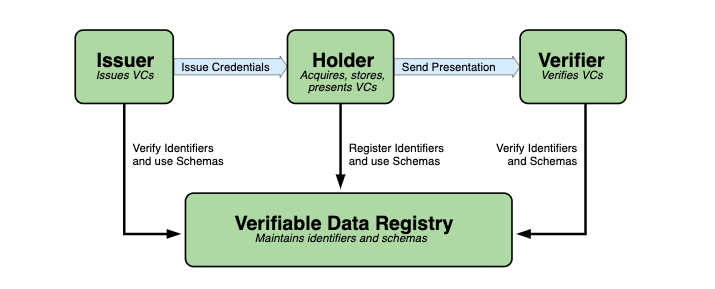 Issuer
Issues VCs
Issue Credentials
Holder
Acquires, stores,
presents VCs
Send Presentation
Verifier
Verifies VCs
Verify Identifiers
and use Schemas
Register Identifiers
and use Schemas
Verify Identifiers
and Schemas
Verifiable Data Registry
Maintains identifiers and schemas